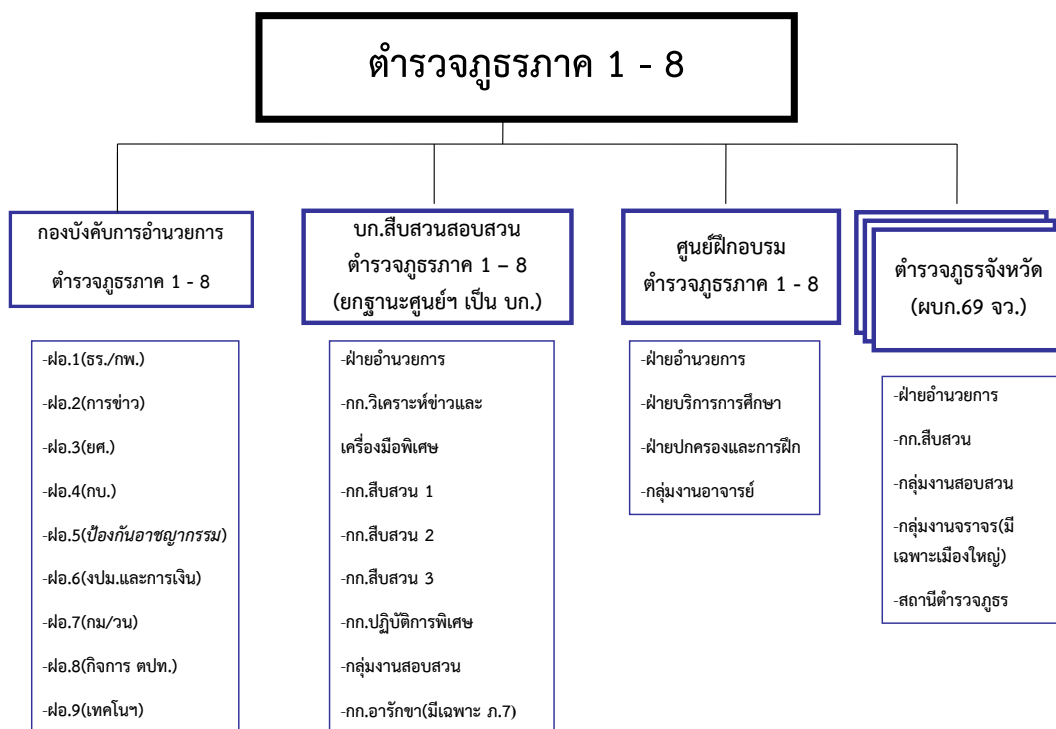 ตำรวจภูธรภาค 1 - 8
กองบังคับการอำนวยการ
ตำรวจภูธรภาค 1 - 8
-ฝอ.1(ธร./กพ.)
-ฝอ.2(การข่าว)
-ฝอ.3(ยศ.)
-ฝอ.4(กบ.)
-ฝอ.5(ป้องกันอาชญากรรม)
-ฝอ.6(งปม.และการเงิน)
-ฝอ.7(กม/วน)
-ฝอ.8(กิจการ ตปท.)
-ฝอ.9(เทคโนฯ)
บก.สืบสวนสอบสวน
ตำรวจภูธรภาค 1 – 8
(ยกฐานะศูนย์ฯ เป็น บก.)
-ฝ่ายอำนวยการ
-กก.วิเคราะห์ข่าวและ
เครื่องมือพิเศษ
-กก.สืบสวน 1
-กก.สืบสวน 2
-กก.สืบสวน 3
-กก.ปฏิบัติการพิเศษ
-กลุ่มงานสอบสวน
-กก.อารักขา(มีเฉพาะ ภ.7)
ศูนย์ฝึกอบรม
ตำรวจภูธรภาค 1 - 8
-ฝ่ายอำนวยการ
-ฝ่ายบริการการศึกษา
-ฝ่ายปกครองและการฝึก
-กลุ่มงานอาจารย์
ตำรวจภูธรจังหวัด
(ผบก.69 จว.)
-ฝ่ายอำนวยการ
-กก.สืบสวน
-กลุ่มงานสอบสวน
-กลุ่มงานจราจร(มี
เฉพาะเมืองใหญ่)
-สถานีตำรวจภูธร